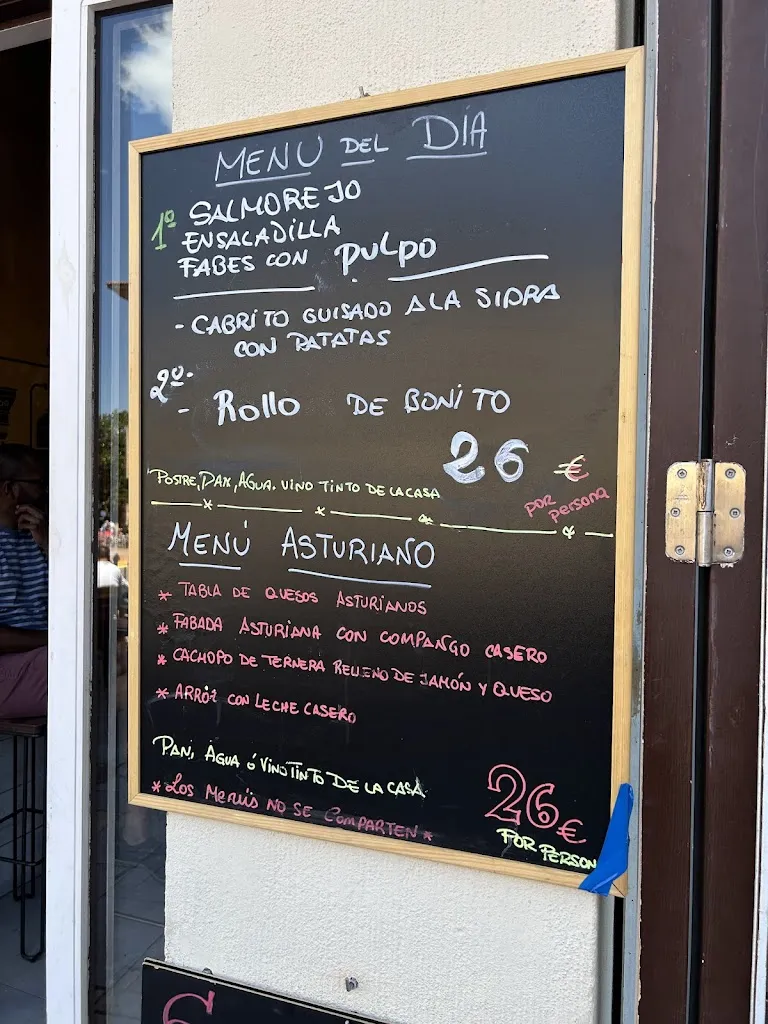 MENU DEL DÍA
1º SALMOREJO
ENSALADILLA
FABES CON PULPO
- CABRITO GUISADO A LA SIDRA
CON PATATAS
2º.
- Rollo DE BONITO
26 €
POSTRE, PAN, AGUA. VINO TINTO DE LA CASA
por persona
MENÚ ASTURIANO
* TABLA DE QUESOS ASTURIANOS
* FABADA ASTURIANA CON COMPANGO CASERO
* CACHOPO DE TERNERA RELLENO DE JAMÓN Y QUESO
* ARROZ CON LECHE CASERO
PAN, AGUA ó VINO TINTO DE LA CASA
26 €
POR PERSON
* LOS MENÚS NO SE COMPARTEN *